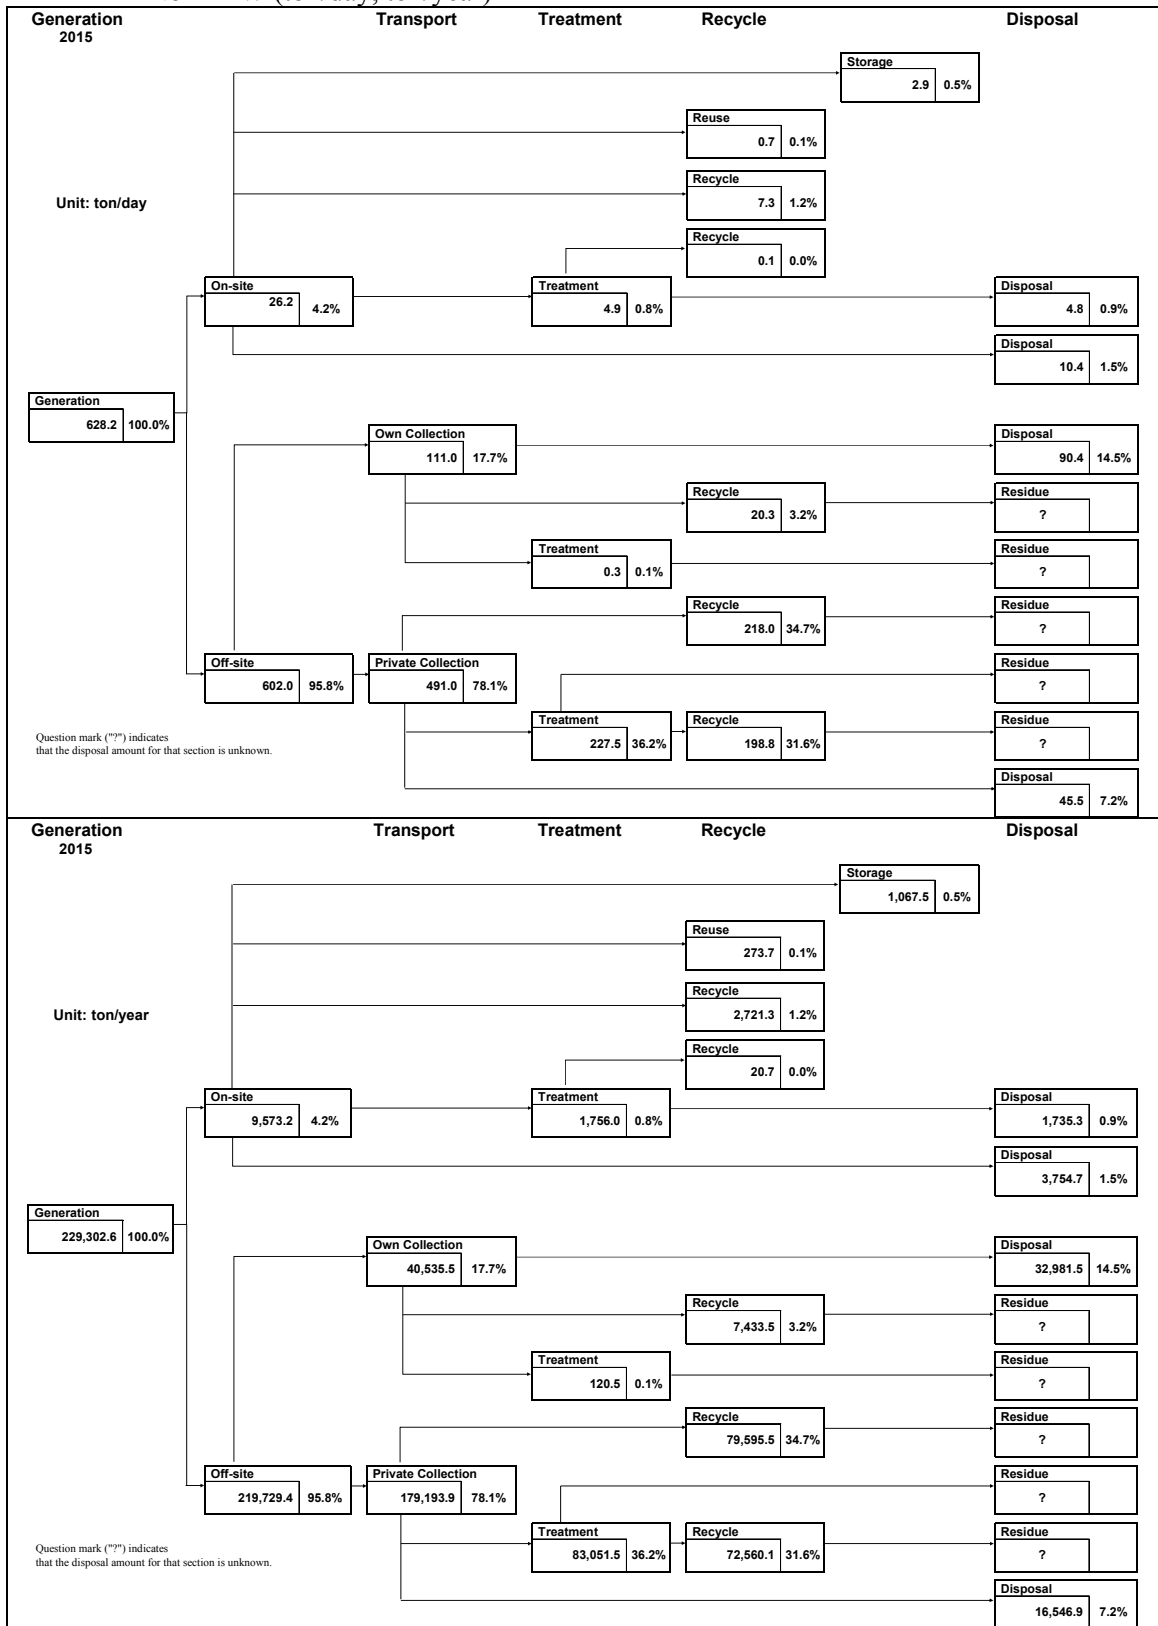 Generation Transport Treatment Recycle Disposal
2015
Storage
2.9 0.5%
Reuse
0.7 0.1%
Recycle
7.3 1.2%
Unit: ton/day
Recycle
0.1 0.0%
On-site Treatment Disposal
26.2 4.2% 4.9 0.8% 4.8 0.9%
Disposal
10.4 1.5%
Generation
628.2 100.0%
Own Collection Disposal
111.0 17.7% 90.4 14.5%
Recycle Residue
20.3 3.2% ?
Treatment Residue
0.3 0.1% ?
Recycle Residue
218.0 34.7% ?
Off-site Private Collection Residue
602.0 95.8% 491.0 78.1% ?
Treatment Recycle Residue
227.5 36.2% 198.8 31.6% ?
Question mark ("?") indicates
that the disposal amount for that section is unknown.
Disposal
45.5 7.2%
Generation Transport Treatment Recycle Disposal
2015
Storage
1,067.5 0.5%
Reuse
273.7 0.1%
Recycle
2,721.3 1.2%
Unit: ton/year
Recycle
20.7 0.0%
On-site Treatment Disposal
9,573.2 4.2% 1,756.0 0.8% 1,735.3 0.9%
Disposal
3,754.7 1.5%
Generation
229,302.6 100.0%
Own Collection Disposal
40,535.5 17.7% 32,981.5 14.5%
Recycle Residue
7,433.5 3.2% ?
Treatment Residue
120.5 0.1% ?
Recycle Residue
79,595.5 34.7% ?
Off-site Private Collection Residue
219,729.4 95.8% 179,193.9 78.1% ?
Treatment Recycle Residue
83,051.5 36.2% 72,560.1 31.6% ?
Question mark ("?") indicates
that the disposal amount for that section is unknown.
Disposal
16,546.9 7.2%